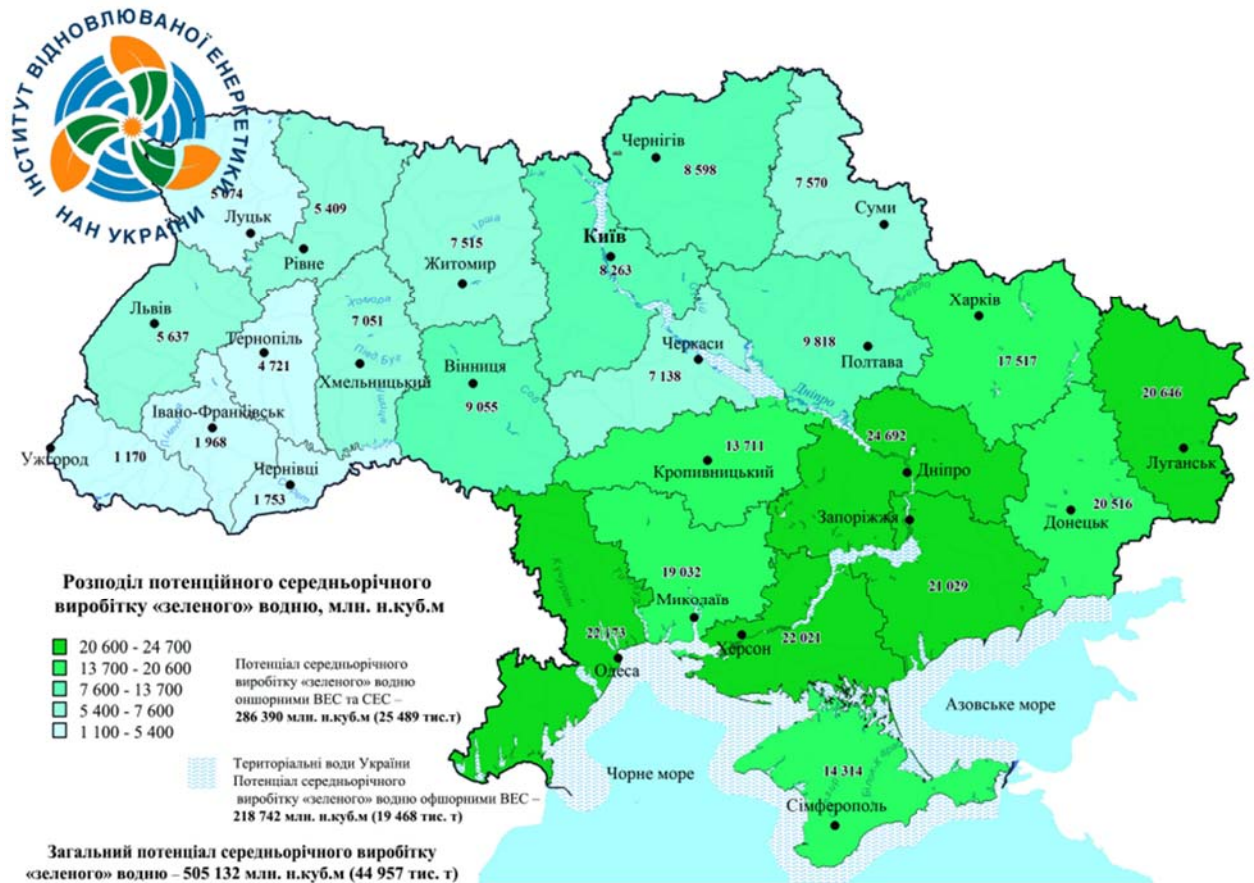 ІНСТИТУТ ВІДНОВЛЮВАНОЇ ЕНЕРГЕТИКИ
НАН УКРАЇНИ
Чернігів
8 598
7 570
Суми
5 074
Луцьк
5 409
Рівне
7 515
Житомир
Київ
8 263
Львів
5 637
Тернопіль
4 721
7 051
Хмельницький
Вінниця
9 055
Черкаси
7 138
9 818
Полтава
Харків
17 517
20 646
Луганськ
Івано-Франківськ
1 968
Ужгород
1 170
Чернівці
1 753
13 711
Кропивницький
24 692
Дніпро
Запоріжжя
20 516
Донецьк
19 032
Миколаїв
21 029
22 173
Одеса
Херсон
22 021
Азовське море
Чорне море
14 314
Сімферополь
Розподіл потенційного середньорічного
виробітку «зеленого» водню, млн. н.куб.м
20 600 - 24 700
13 700 - 20 600
7 600 - 13 700
5 400 - 7 600
1 100 - 5 400
Потенціал середньорічного
виробітку «зеленого» водню
оншорними ВЕС та СЕС –
286 390 млн. н.куб.м (25 489 тис.т)
Територіальні води України
Потенціал середньорічного
виробітку «зеленого» водню офшорними ВЕС –
218 742 млн. н.куб.м (19 468 тис. т)
Загальний потенціал середньорічного виробітку
«зеленого» водню – 505 132 млн. н.куб.м (44 957 тис. т)